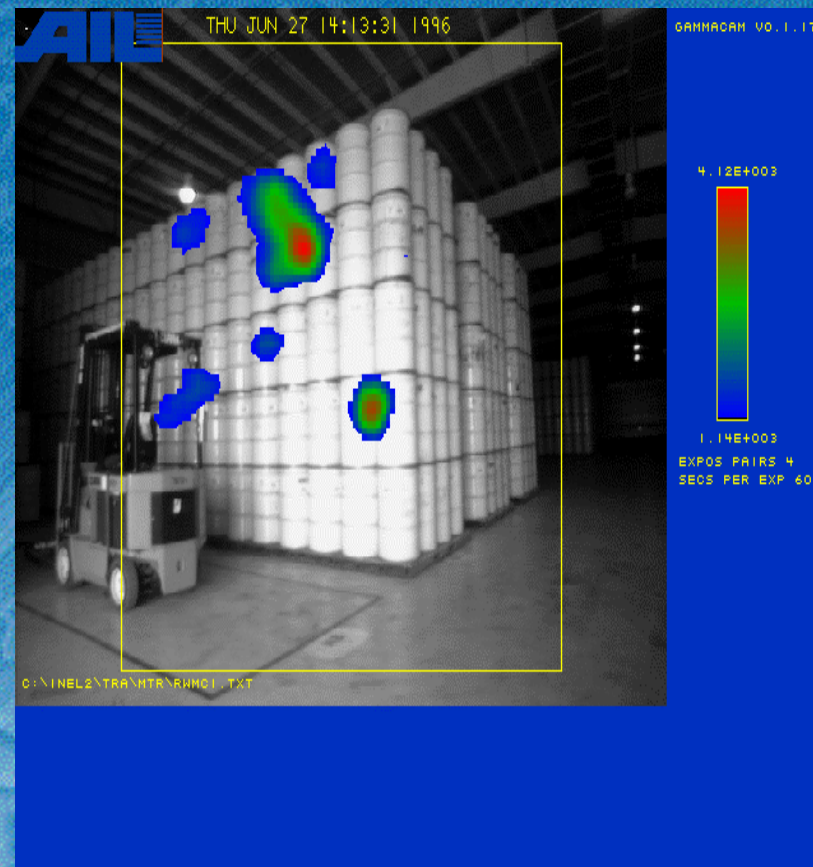 AIL
THU JUN 27 14:13:31 1996
GAMMACAM V0.1.17
4.12E+003
1.14E+003
EXPOS PAIRS 4
SECS PER EXP 60
C:\INEL2\TRA\MTR\RWMC1.TXT